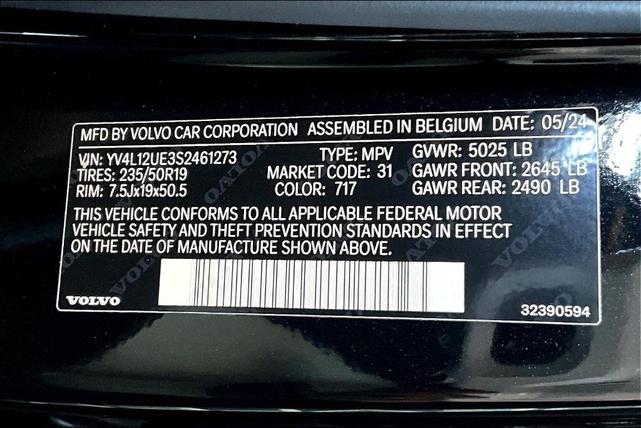 MFD BY VOLVO CAR CORPORATION ASSEMBLED IN BELGIUM DATE: 05/24
VIN: YV4L12UE3S2461273 TYPE: MPV GVWR: 5025 LB
TIRES: 235/50R19 MARKET CODE: 31 GAWR FRONT: 2645 LB
RIM: 7.5Jx19x50.5 COLOR: 717 GAWR REAR: 2490 LB
THIS VEHICLE CONFORMS TO ALL APPLICABLE FEDERAL MOTOR
VEHICLE SAFETY AND THEFT PREVENTION STANDARDS IN EFFECT
ON THE DATE OF MANUFACTURE SHOWN ABOVE.
VOLVO 32390594